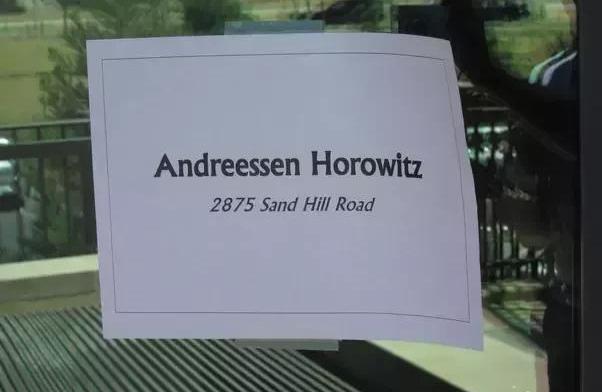 Andreessen Horowitz
2875 Sand Hill Road